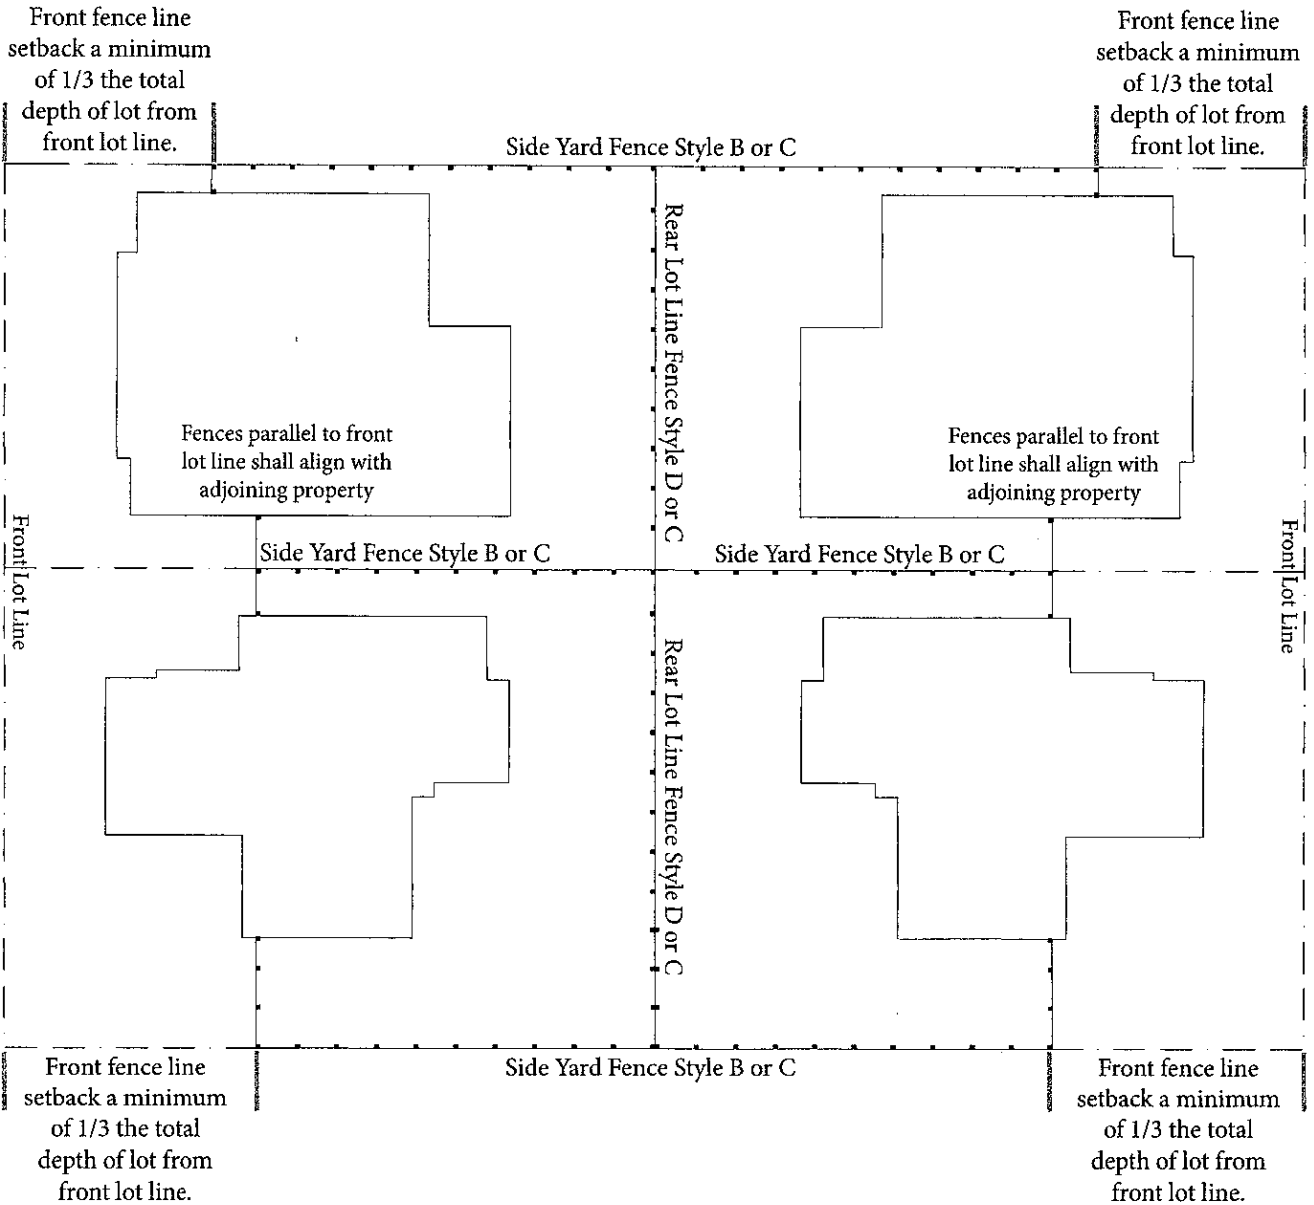 Front fence line
setback a minimum
of 1/3 the total
depth of lot from
front lot line.
Front fence line
setback a minimum
of 1/3 the total
depth of lot from
front lot line.
Side Yard Fence Style B or C
Rear Lot Line Fence Style D or C
Fences parallel to front
lot line shall align with
adjoining property
Fences parallel to front
lot line shall align with
adjoining property
Front Lot Line
Side Yard Fence Style B or C
Side Yard Fence Style B or C
Front Lot Line
Rear Lot Line Fence Style D or C
Side Yard Fence Style B or C
Front fence line
setback a minimum
of 1/3 the total
depth of lot from
front lot line.
Front fence line
setback a minimum
of 1/3 the total
depth of lot from
front lot line.